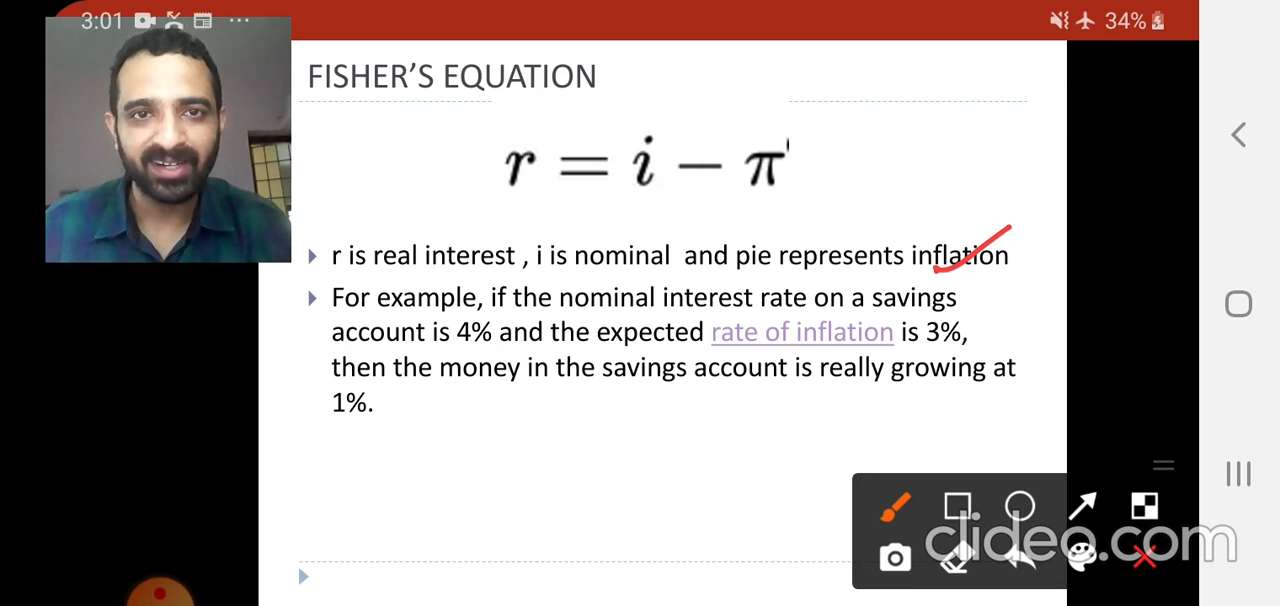 3:01
34%
FISHER’S EQUATION
r = i − π'
r is real interest , i is nominal and pie represents inflation
For example, if the nominal interest rate on a savings
account is 4% and the expected rate of inflation is 3%,
then the money in the savings account is really growing at
1%.
clideo.com